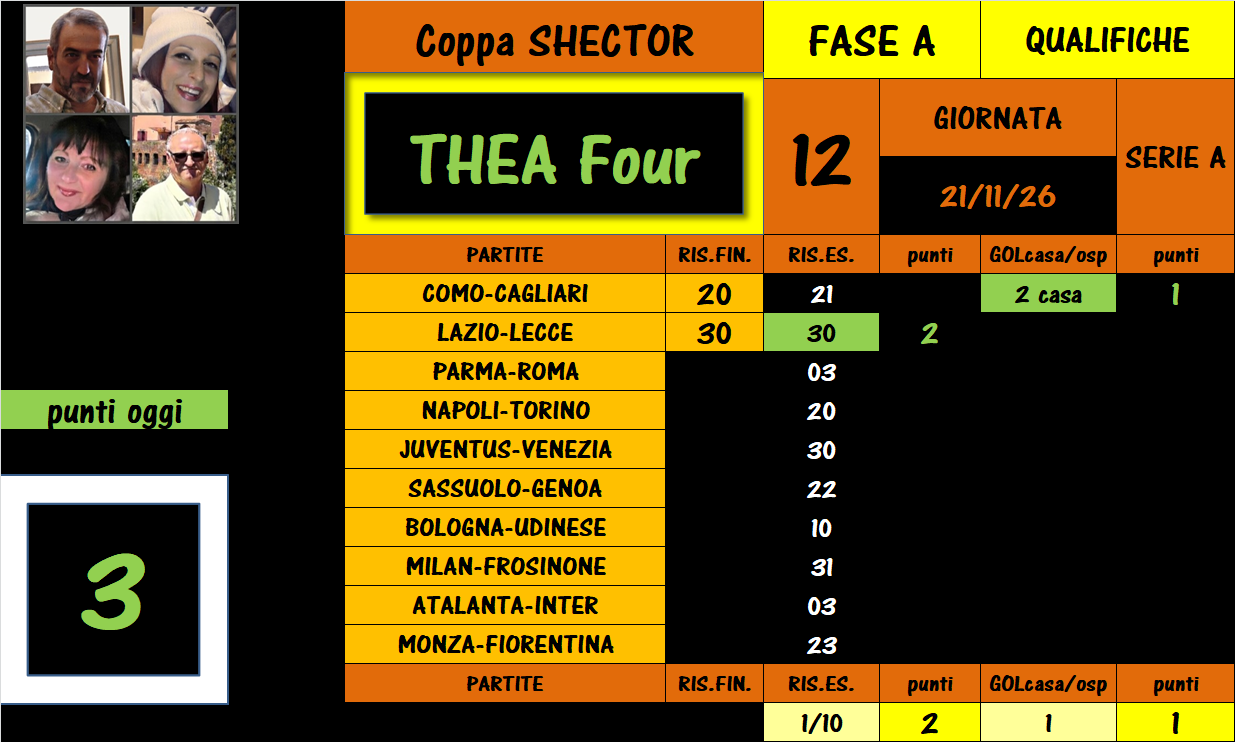 Coppa SHECTOR FASE A QUALIFICHE
THEA Four 12 GIORNATA SERIE A
21/11/26
PARTITE RIS.FIN. RIS.ES. punti GOLcasa/osp punti
COMO-CAGLIARI 20 21 2 casa 1
LAZIO-LECCE 30 30 2
PARMA-ROMA 03
punti oggi
NAPOLI-TORINO 20
JUVENTUS-VENEZIA 30
3
SASSUOLO-GENOA 22
BOLOGNA-UDINESE 10
MILAN-FROSINONE 31
ATALANTA-INTER 03
MONZA-FIORENTINA 23
PARTITE RIS.FIN. RIS.ES. punti GOLcasa/osp punti
1/10 2 1 1